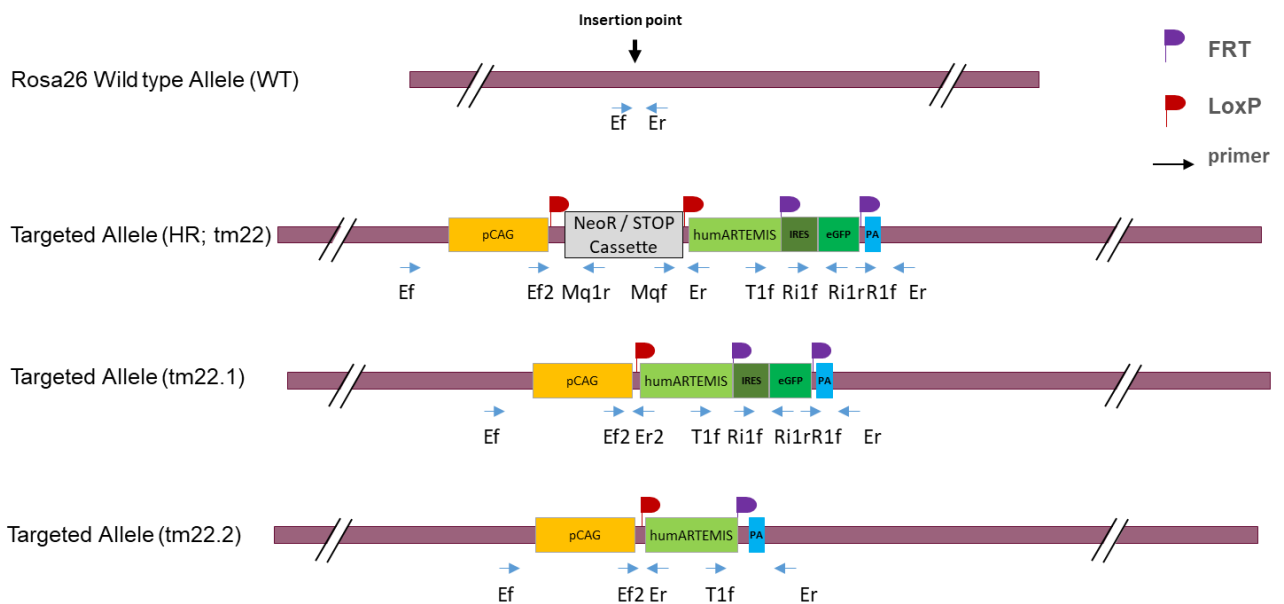 Insertion point
Rosa26 Wild type Allele (WT)
Ef Er
FRT
LoxP
primer
Targeted Allele (HR; tm22)
pCAG
NeoR / STOP
Cassette
humARTEMIS IRES eGFP PA
Ef Ef2 Mq1r Mqf Er T1f Ri1f Ri1r R1f Er
Targeted Allele (tm22.1)
pCAG humARTEMIS IRES eGFP PA
Ef Ef2 Er2 T1f Ri1f Ri1r R1f Er
Targeted Allele (tm22.2)
pCAG humARTEMIS PA
Ef Ef2 Er T1f Er